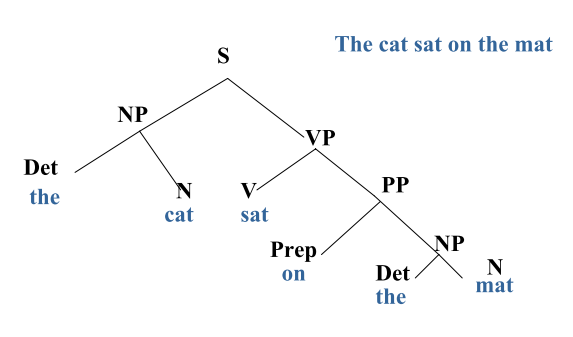 The cat sat on the mat
S
NP
VP
Det
the
N
cat
V
sat
PP
Prep
on
NP
Det
the
N
mat